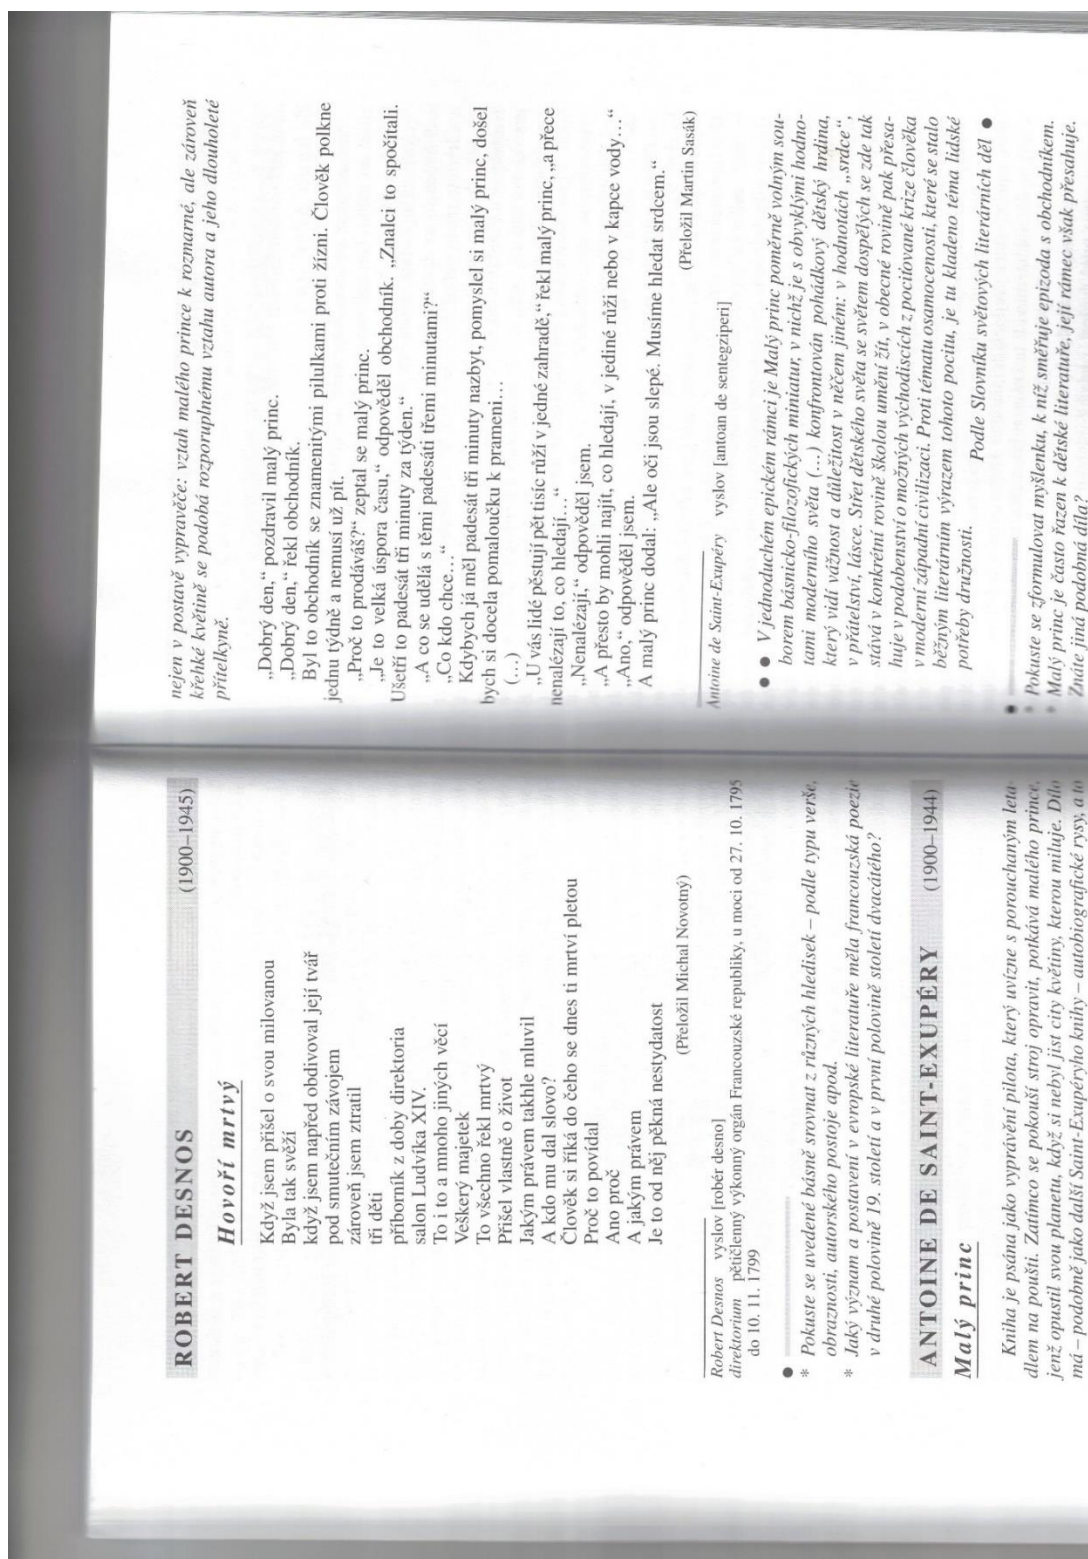 ROBERT DESNOS (1900–1945)
Hovoří mrtvý
Když jsem přišel o svou milovanou
Byla tak svěží
když jsem napřed obdivoval její tvář
pod smutečním závojem
zároveň jsem ztratil
tři děti
příborník z doby direktoria
salon Ludvíka XIV.
To i to a mnoho jiných věcí
Veškerý majetek
To všechno řekl mrtvý
Přišel vlastně o život
Jakým právem takhle mluvil
A kdo mu dal slovo?
Člověk si říká do čeho se dnes ti mrtví pletou
Proč to povídal
Ano proč
A jakým právem
Je to od něj pěkná nestydatost
(Přeložil Michal Novotný)
Robert Desnos vyslov [robér desno]
direktorium pětičlenný výkonný orgán Francouzské republiky, u moci od 27. 10. 1795
do 10. 11. 1799
* Pokuste se uvedené básně srovnat z různých hledisek – podle typu verše,
obraznosti, autorského postoje apod.
* Jaký význam a postavení v evropské literatuře měla francouzská poezie
v druhé polovině 19. století a v první polovině století dvacátého?
ANTOINE DE SAINT-EXUPÉRY (1900–1944)
Malý princ
Kniha je psána jako vyprávění pilota, který uvízne s porouchaným leta-
dlem na poušti. Zatímco se pokouší stroj opravit, potkává malého prince,
jenž opustil svou planetu, když si nebyl jist city květiny, kterou miluje. Dílo
má – podobně jako další Saint-Exupéryho knihy – autobiografické rysy, a to
nejen v postavě vypravěče: vztah malého prince k rozmarné, ale zároveň
křehké květině se podobá rozporuplnému vztahu autora a jeho dlouholeté
přítelkyně.
„Dobrý den,“ pozdravil malý princ.
„Dobrý den,“ řekl obchodník.
Byl to obchodník se znamenitými pilulkami proti žízni. Člověk polkne
jednu týdně a nemusí už pít.
„Proč to prodáváš?“ zeptal se malý princ.
„Je to velká úspora času,“ odpověděl obchodník. „Znalci to spočítali.
Ušetří to padesát tři minuty za týden.“
„A co se udělá s těmi padesáti třemi minutami?“
„Co kdo chce…“
Kdybych já měl padesát tři minuty nazbyt, pomyslel si malý princ, došel
bych si docela pomaloučku k prameni…
(…)
„U vás lidé pěstují pět tisíc růží v jedné zahradě,“ řekl malý princ, „a přece
nenalézají to, co hledají…“
„Nenalézají,“ odpověděl jsem.
„A přesto by mohli najít, co hledají, v jediné růži nebo v kapce vody…“
„Ano,“ odpověděl jsem.
A malý princ dodal: „Ale oči jsou slepé. Musíme hledat srdcem.“
(Přeložil Martin Sasák)
Antoine de Saint-Exupéry vyslov [antoan de sentegziperi]
● ● V jednoduchém epickém rámci je Malý princ poměrně volným sou-
borem básnicko-filozofických miniatur, v nichž je s obvyklými hodno-
tami moderního světa (…) konfrontován pohádkový dětský hrdina,
který vidí vážnost a důležitost v něčem jiném: v hodnotách „srdce“,
v přátelství, lásce. Střet dětského světa se světem dospělých se zde tak
stává v konkrétní rovině školou umění žít, v obecné rovině pak přesa-
huje v podobenství o možných východiscích z pociťované krize člověka
v moderní západní civilizaci. Proti tématu osamocenosti, které se stalo
běžným literárním výrazem tohoto pocitu, je tu kladeno téma lidské
potřeby družnosti. Podle Slovníku světových literárních děl ●
* Pokuste se zformulovat myšlenku, k níž směřuje epizoda s obchodníkem.
* Malý princ je často řazen k dětské literatuře, její rámec však přesahuje.
Znáte jiná podobná díla?